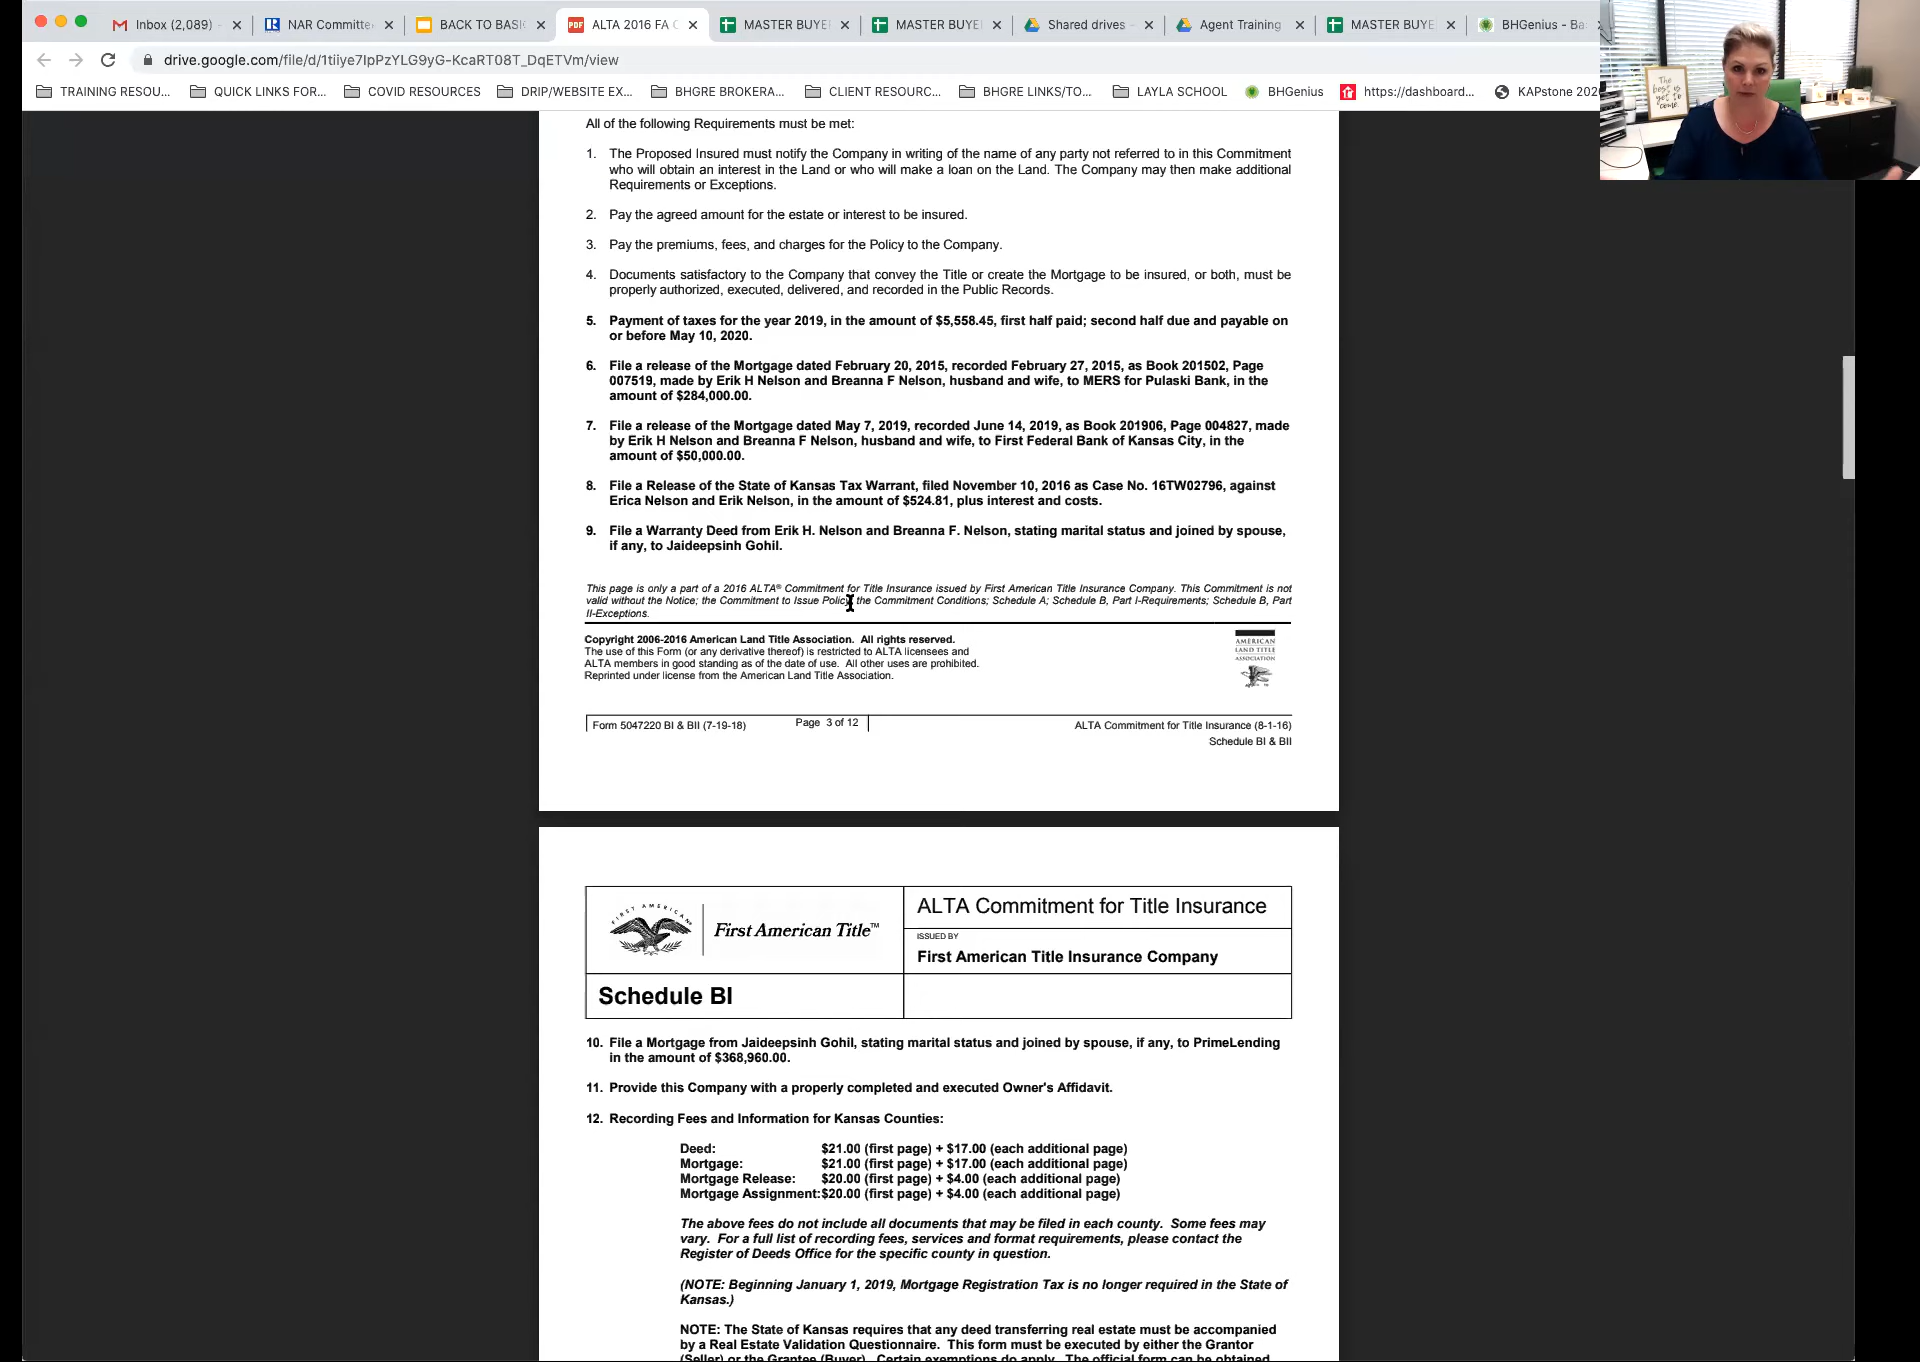 Inbox (2,089)
NAR Committe
BACK TO BASI
ALTA 2016 FA C
MASTER BUYE
MASTER BUYE
Shared drives
Agent Training
MASTER BUYE
BHGenius - Ba
drive.google.com/file/d/1tiiye7IpPzYLG9yG-KcaRT08T_DqETVm/view
TRAINING RESOU...
QUICK LINKS FOR...
COVID RESOURCES
DRIP/WEBSITE EX...
BHGRE BROKERA...
CLIENT RESOURC...
BHGRE LINKS/TO...
LAYLA SCHOOL
BHGenius
https://dashboard...
KAPstone 202
The
best is
yet to
come.
All of the following Requirements must be met:
1. The Proposed Insured must notify the Company in writing of the name of any party not referred to in this Commitment
who will obtain an interest in the Land or who will make a loan on the Land. The Company may then make additional
Requirements or Exceptions.
2. Pay the agreed amount for the estate or interest to be insured.
3. Pay the premiums, fees, and charges for the Policy to the Company.
4. Documents satisfactory to the Company that convey the Title or create the Mortgage to be insured, or both, must be
properly authorized, executed, delivered, and recorded in the Public Records.
5. Payment of taxes for the year 2019, in the amount of $5,558.45, first half paid; second half due and payable on
or before May 10, 2020.
6. File a release of the Mortgage dated February 20, 2015, recorded February 27, 2015, as Book 201502, Page
007519, made by Erik H Nelson and Breanna F Nelson, husband and wife, to MERS for Pulaski Bank, in the
amount of $284,000.00.
7. File a release of the Mortgage dated May 7, 2019, recorded June 14, 2019, as Book 201906, Page 004827, made
by Erik H Nelson and Breanna F Nelson, husband and wife, to First Federal Bank of Kansas City, in the
amount of $50,000.00.
8. File a Release of the State of Kansas Tax Warrant, filed November 10, 2016 as Case No. 16TW02796, against
Erica Nelson and Erik Nelson, in the amount of $524.81, plus interest and costs.
9. File a Warranty Deed from Erik H. Nelson and Breanna F. Nelson, stating marital status and joined by spouse,
if any, to Jaideepsinh Gohil.
This page is only a part of a 2016 ALTA® Commitment for Title Insurance issued by First American Title Insurance Company. This Commitment is not
valid without the Notice; the Commitment to Issue Policy; the Commitment Conditions; Schedule A; Schedule B, Part I-Requirements; Schedule B, Part
II-Exceptions.
Copyright 2006-2016 American Land Title Association. All rights reserved.
The use of this Form (or any derivative thereof) is restricted to ALTA licensees and
ALTA members in good standing as of the date of use. All other uses are prohibited.
Reprinted under license from the American Land Title Association.
AMERICAN
LAND TITLE
ASSOCIATION
Form 5047220 BI & BII (7-19-18)
Page 3 of 12
ALTA Commitment for Title Insurance (8-1-16)
Schedule BI & BII
FIRST AMERICAN
First American Title™
ALTA Commitment for Title Insurance
ISSUED BY
First American Title Insurance Company
Schedule BI
10. File a Mortgage from Jaideepsinh Gohil, stating marital status and joined by spouse, if any, to PrimeLending
in the amount of $368,960.00.
11. Provide this Company with a properly completed and executed Owner's Affidavit.
12. Recording Fees and Information for Kansas Counties:
Deed: $21.00 (first page) + $17.00 (each additional page)
Mortgage: $21.00 (first page) + $17.00 (each additional page)
Mortgage Release: $20.00 (first page) + $4.00 (each additional page)
Mortgage Assignment:$20.00 (first page) + $4.00 (each additional page)
The above fees do not include all documents that may be filed in each county. Some fees may
vary. For a full list of recording fees, services and format requirements, please contact the
Register of Deeds Office for the specific county in question.
(NOTE: Beginning January 1, 2019, Mortgage Registration Tax is no longer required in the State of
Kansas.)
NOTE: The State of Kansas requires that any deed transferring real estate must be accompanied
by a Real Estate Validation Questionnaire. This form must be executed by either the Grantor
(Seller) or the Grantee (Buyer). Certain exemptions do apply. The official form can be obtained